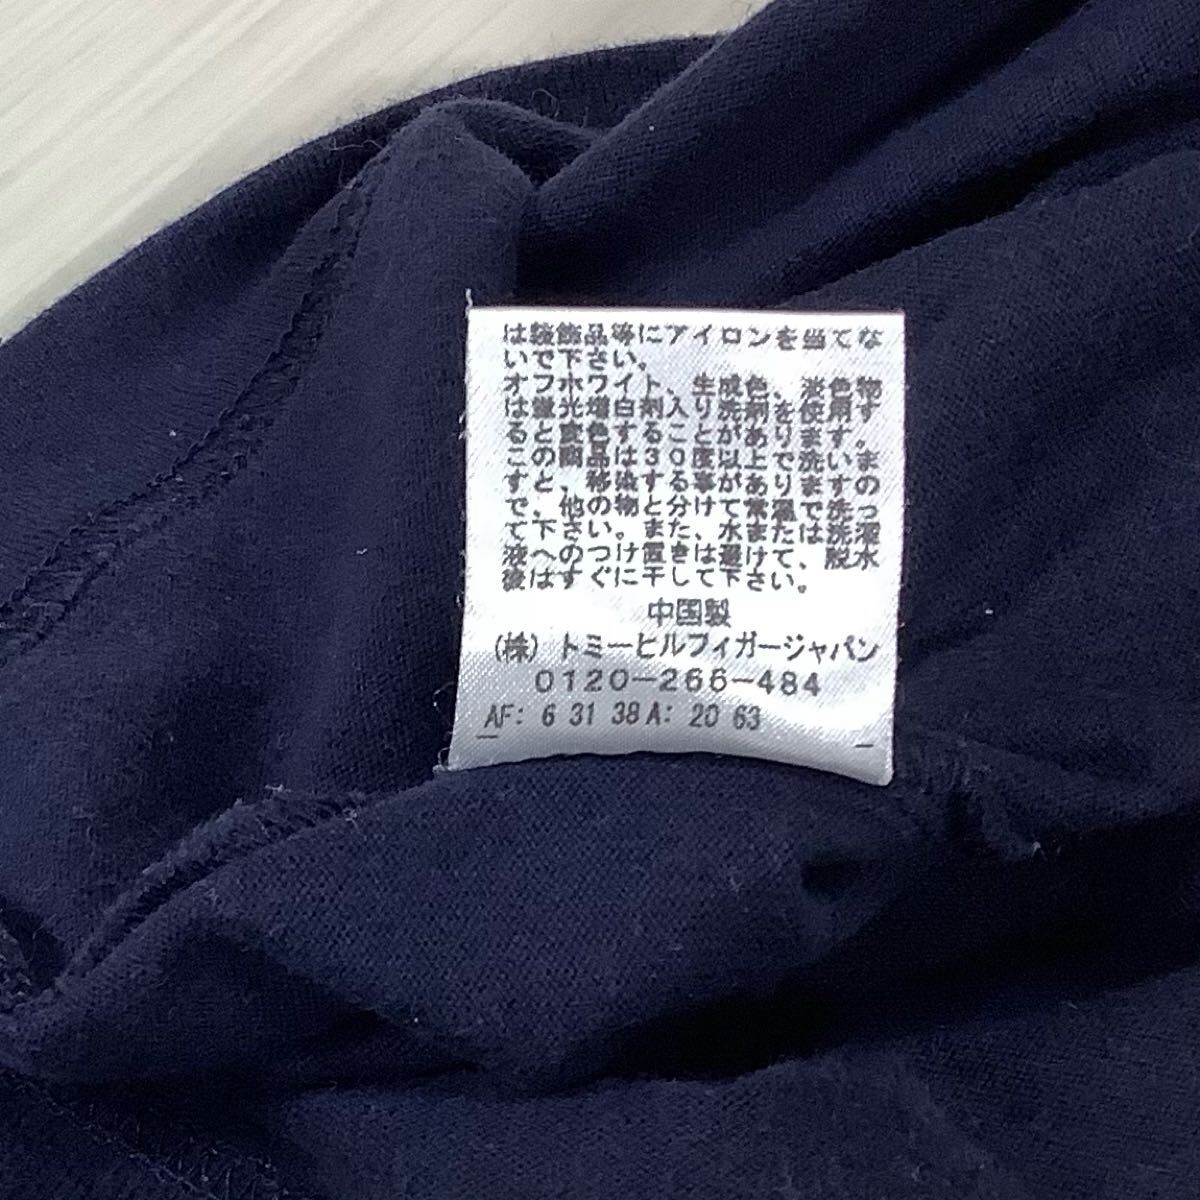 は装飾品等にアイロンを当てな
いで下さい。
オフホワイト、生成色、淡色物
は蛍光増白剤入り洗剤を使用す
ると変色することがあります。
この商品は30度以上で洗いま
すと、移染する事がありますの
で、他の物と分けて常温で洗っ
て下さい。また、水または洗濯
液へのつけ置きは避けて、脱水
後はすぐに干して下さい。
中国製
(株)トミーヒルフィガージャパン
0120-266-484
AF: 6 31 38 A: 20 63